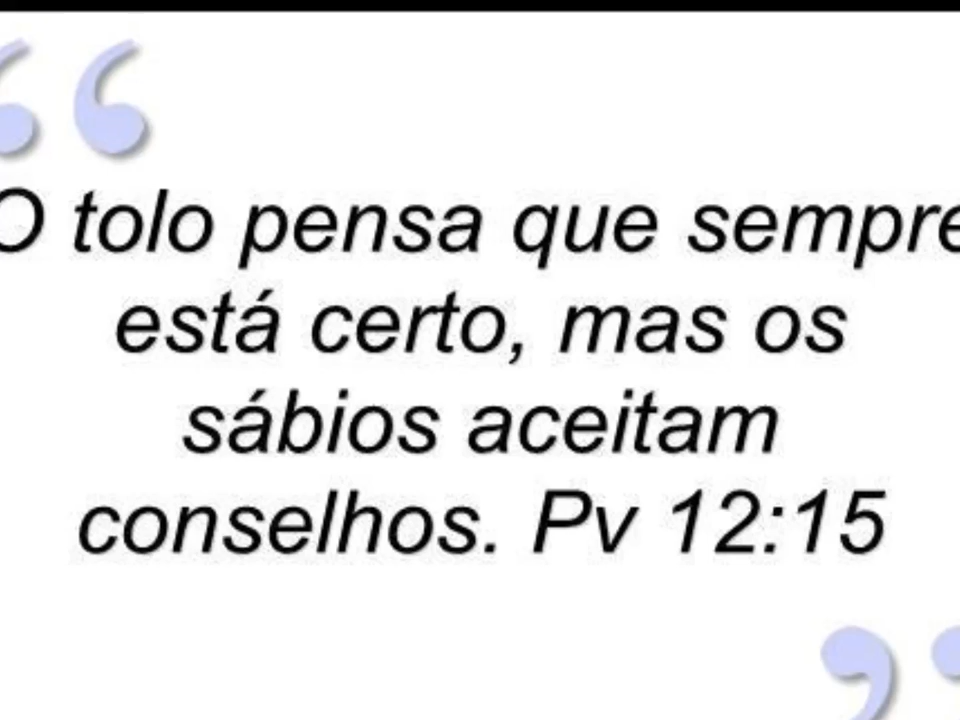 O tolo pensa que sempre
está certo, mas os
sábios aceitam
conselhos. Pv 12:15